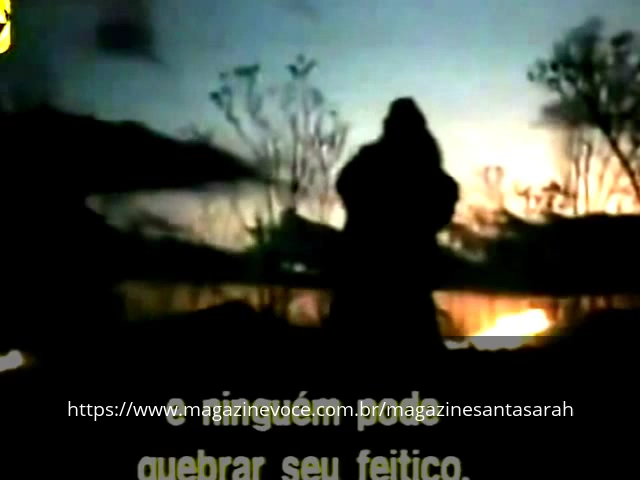 e ninguém pode
https://www.magazinevoce.com.br/magazinesantasarah
quebrar seu feitiço.